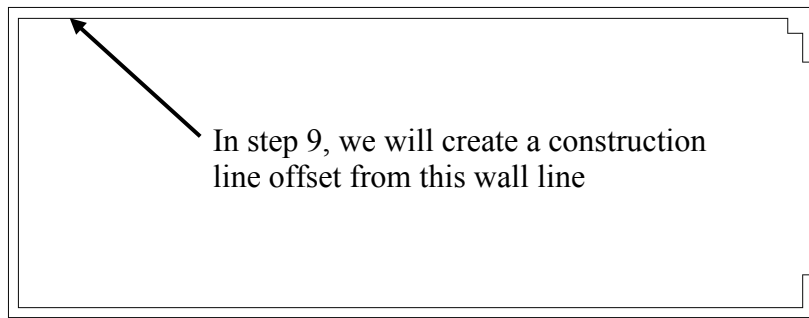 In step 9, we will create a construction
line offset from this wall line